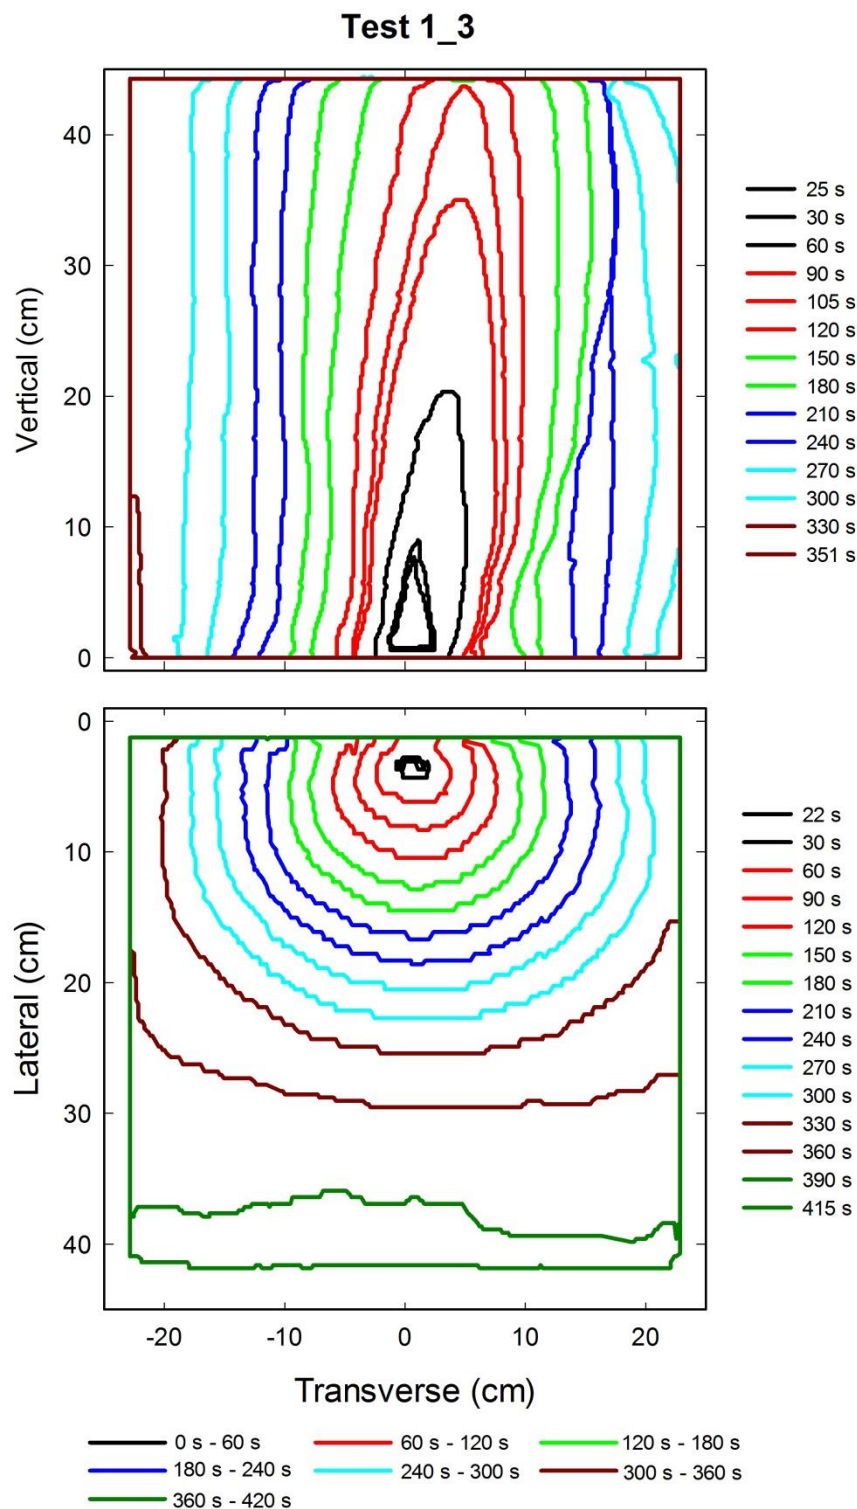 Test 1_3
40
30
20
10
0
Vertical (cm)
25 s
30 s
60 s
90 s
105 s
120 s
150 s
180 s
210 s
240 s
270 s
300 s
330 s
351 s
0
10
20
30
40
Lateral (cm)
-20 -10 0 10 20
Transverse (cm)
22 s
30 s
60 s
90 s
120 s
150 s
180 s
210 s
240 s
270 s
300 s
330 s
360 s
390 s
415 s
0 s - 60 s 60 s - 120 s 120 s - 180 s
180 s - 240 s 240 s - 300 s 300 s - 360 s
360 s - 420 s